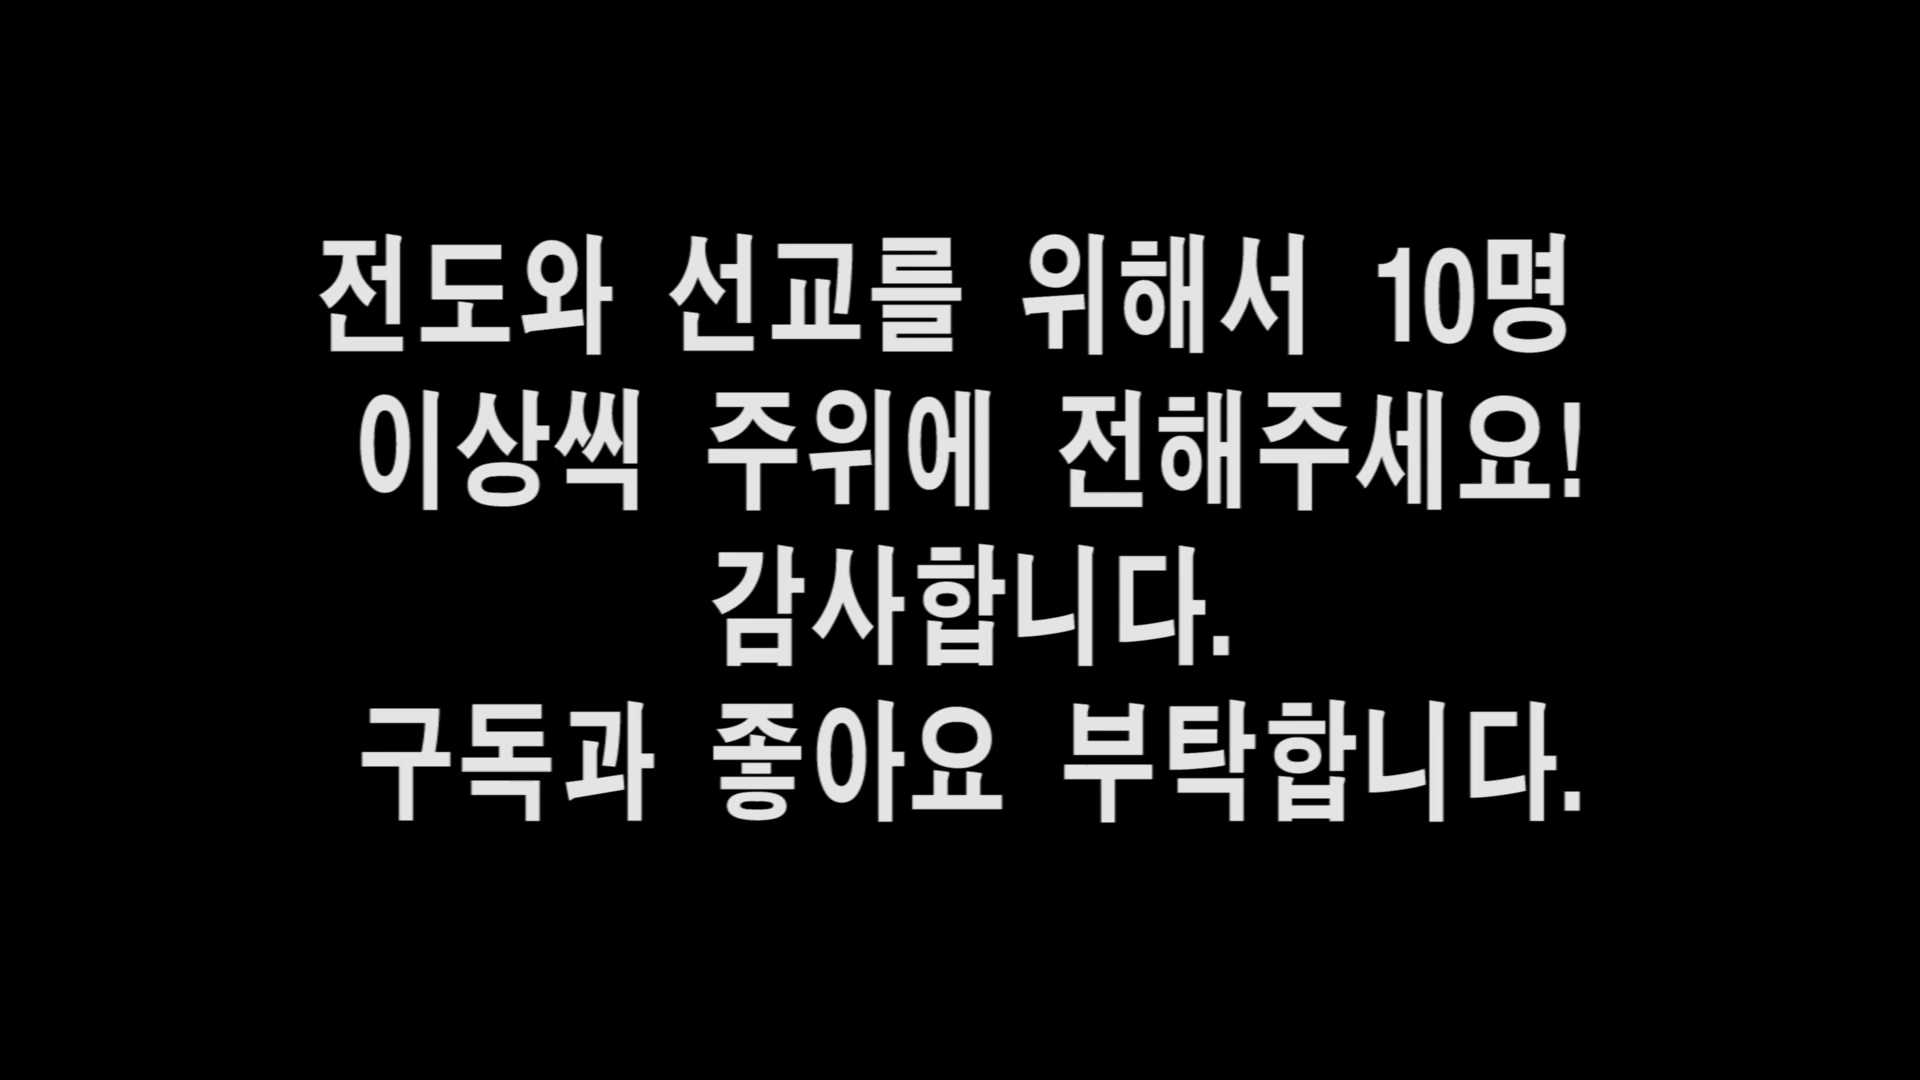 전도와 선교를 위해서 10명
이상씩 주위에 전해주세요!
감사합니다.
구독과 좋아요 부탁합니다.